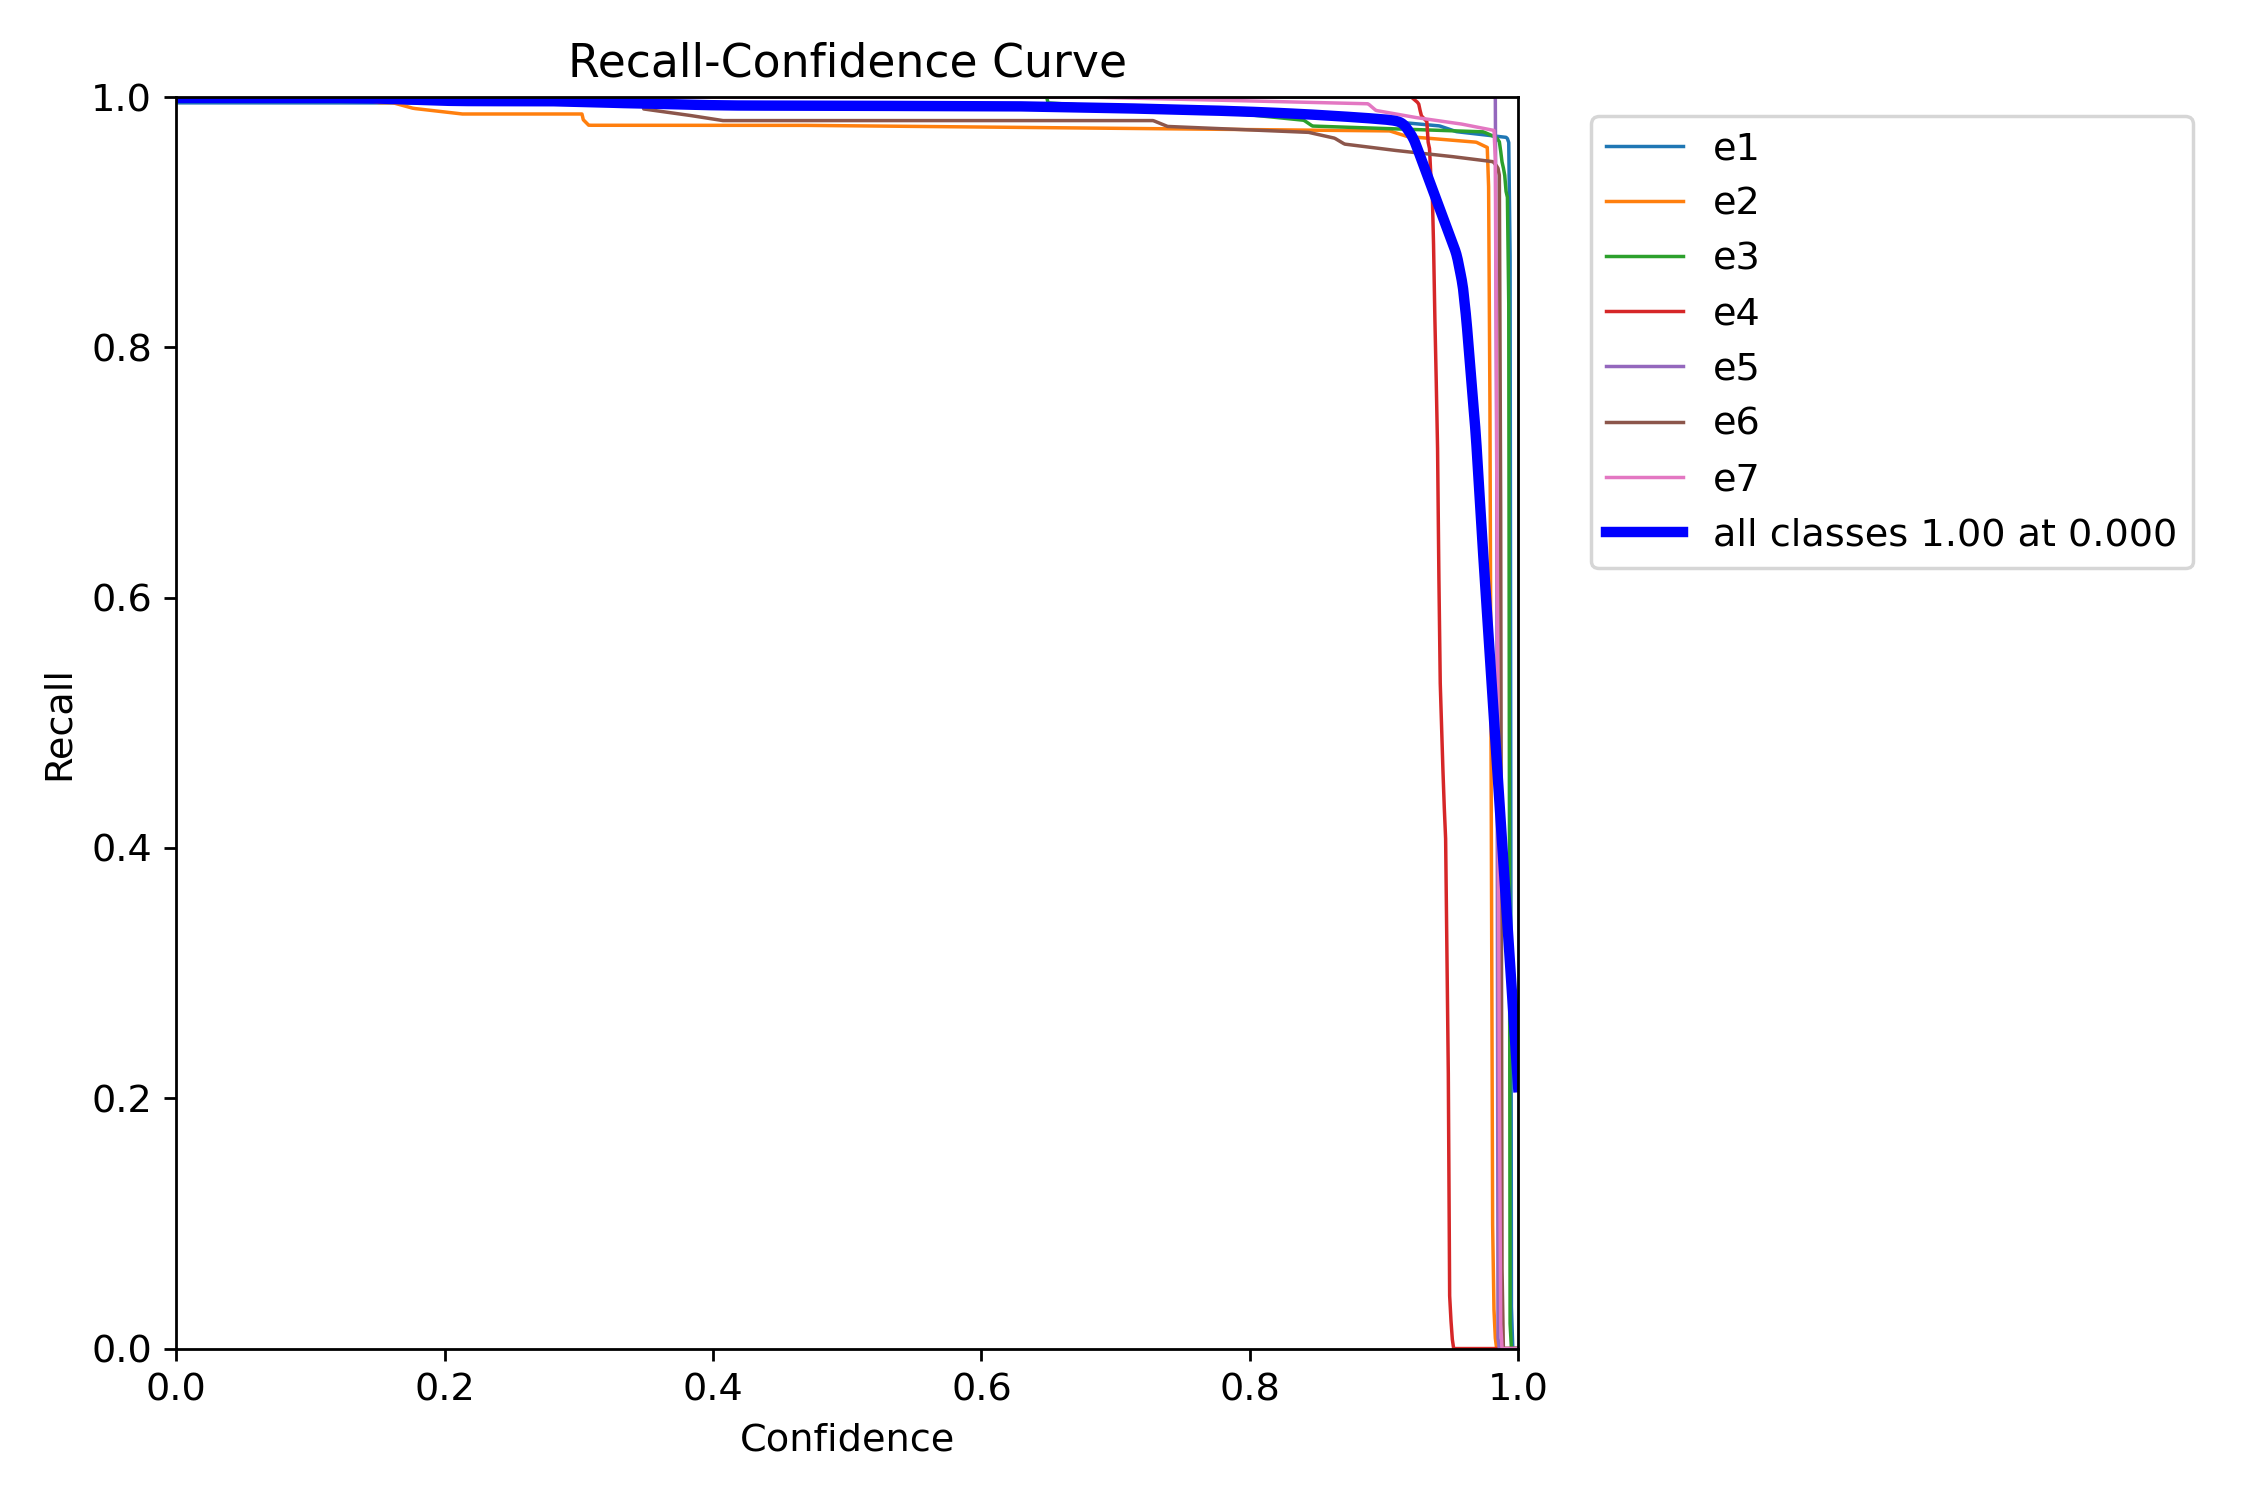 Recall-Confidence Curve
1.0
0.8
0.6
0.4
0.2
0.0
Recall
0.0 0.2 0.4 0.6 0.8 1.0
Confidence
e1
e2
e3
e4
e5
e6
e7
all classes 1.00 at 0.000